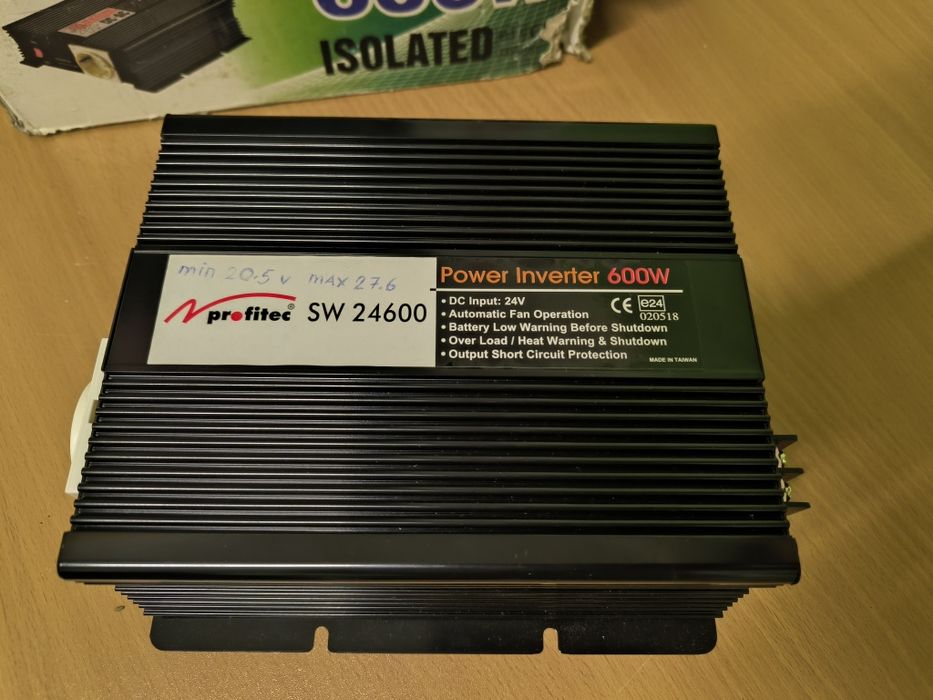 ISOLATED
min 20.5 v MAX 27.6
profitec SW 24600
Power Inverter 600W
• DC Input: 24V
• Automatic Fan Operation
• Battery Low Warning Before Shutdown
• Over Load / Heat Warning & Shutdown
• Output Short Circuit Protection
CE e24
020518
MADE IN TAIWAN